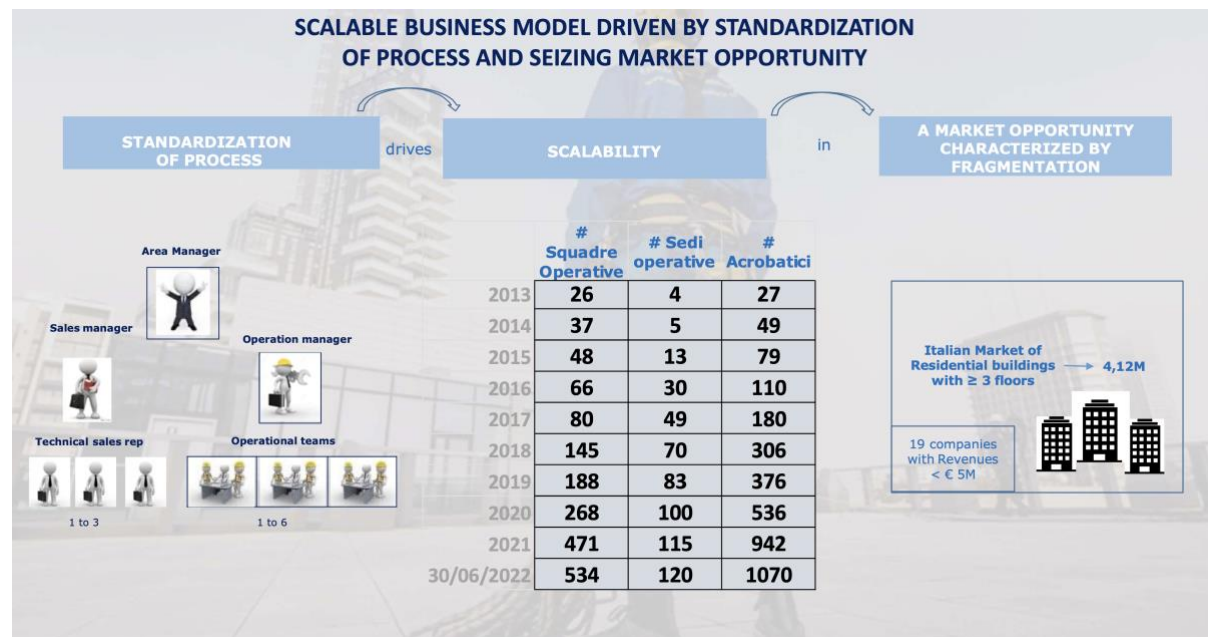 SCALABLE BUSINESS MODEL DRIVEN BY STANDARDIZATION
OF PROCESS AND SEIZING MARKET OPPORTUNITY
STANDARDIZATION
OF PROCESS
drives
SCALABILITY
in
A MARKET OPPORTUNITY
CHARACTERIZED BY
FRAGMENTATION
Area Manager
Sales manager
Operation manager
Technical sales rep
Operational teams
1 to 3
1 to 6
#
Squadre
Operative
# Sedi
operative
#
Acrobatici
2013 26 4 27
2014 37 5 49
2015 48 13 79
2016 66 30 110
2017 80 49 180
2018 145 70 306
2019 188 83 376
2020 268 100 536
2021 471 115 942
30/06/2022 534 120 1070
Italian Market of
Residential buildings
with ≥ 3 floors
4,12M
19 companies
with Revenues
< € 5M